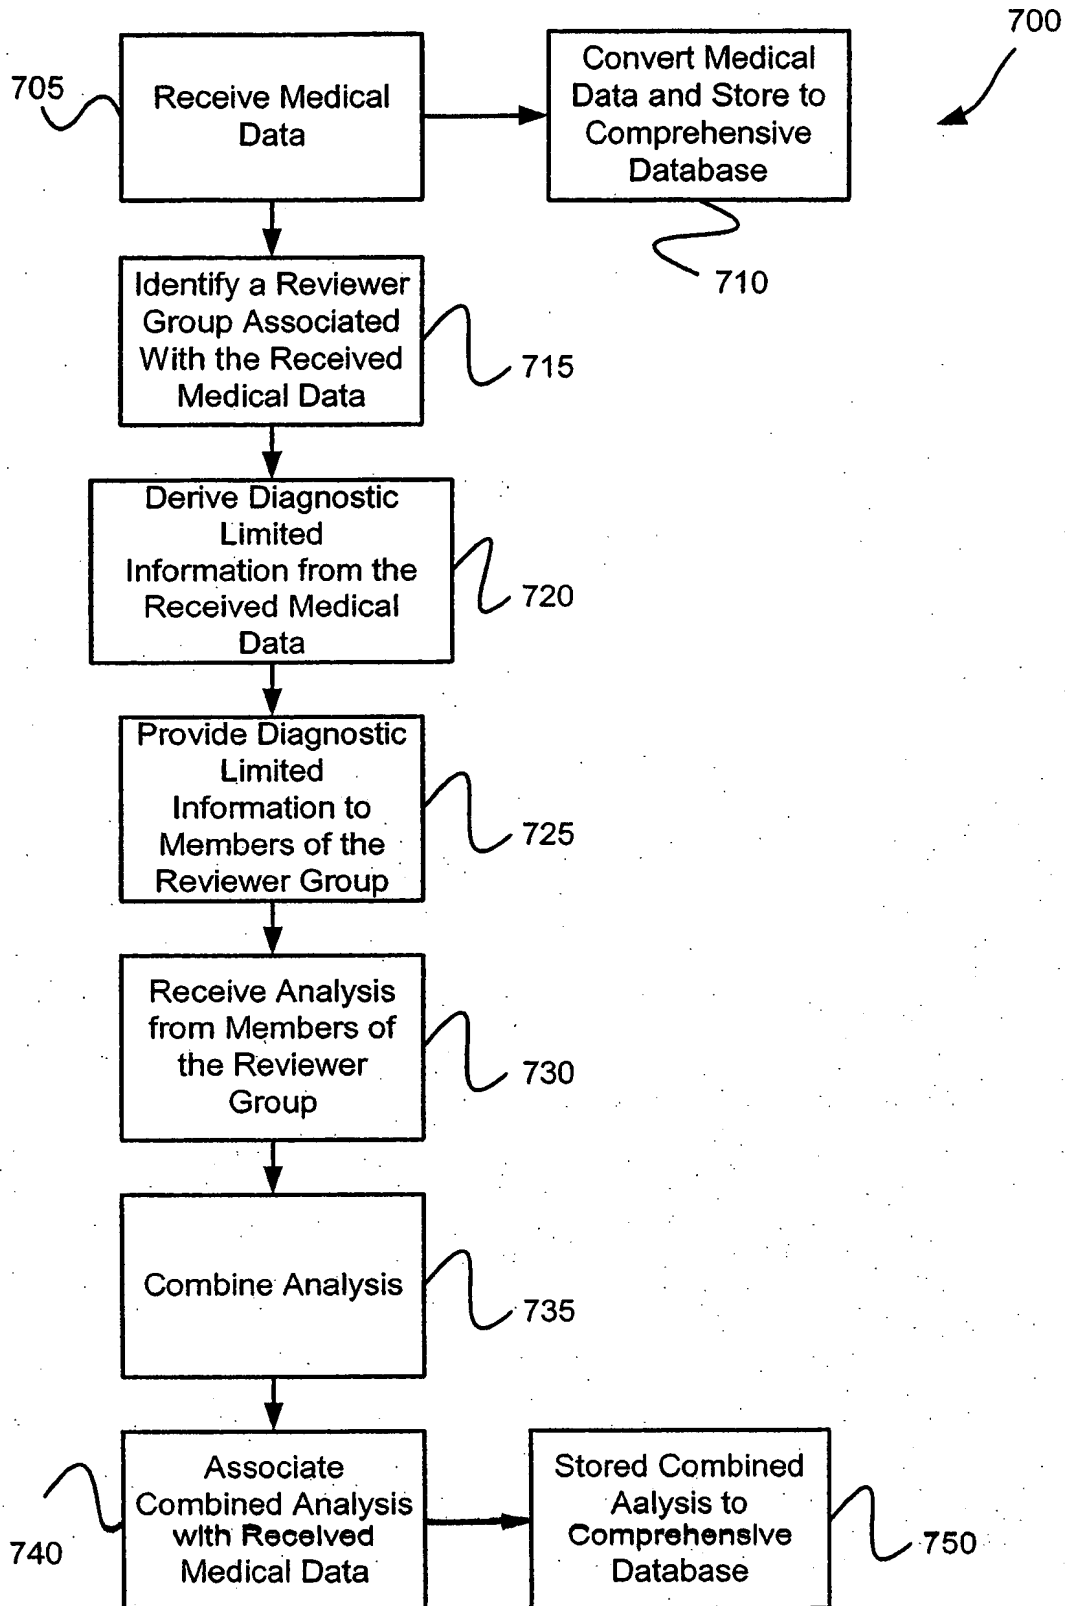 700
705
Receive Medical
Data
Convert Medical
Data and Store to
Comprehensive
Database
710
Identify a Reviewer
Group Associated
With the Received
Medical Data
715
Derive Diagnostic
Limited
Information from the
Received Medical
Data
720
Provide Diagnostic
Limited
Information to
Members of the
Reviewer Group
725
Receive Analysis
from Members of
the Reviewer
Group
730
Combine Analysis
735
Associate
Combined Analysis
with Received
Medical Data
740
Stored Combined
Aalysis to
Comprehensive
Database
750